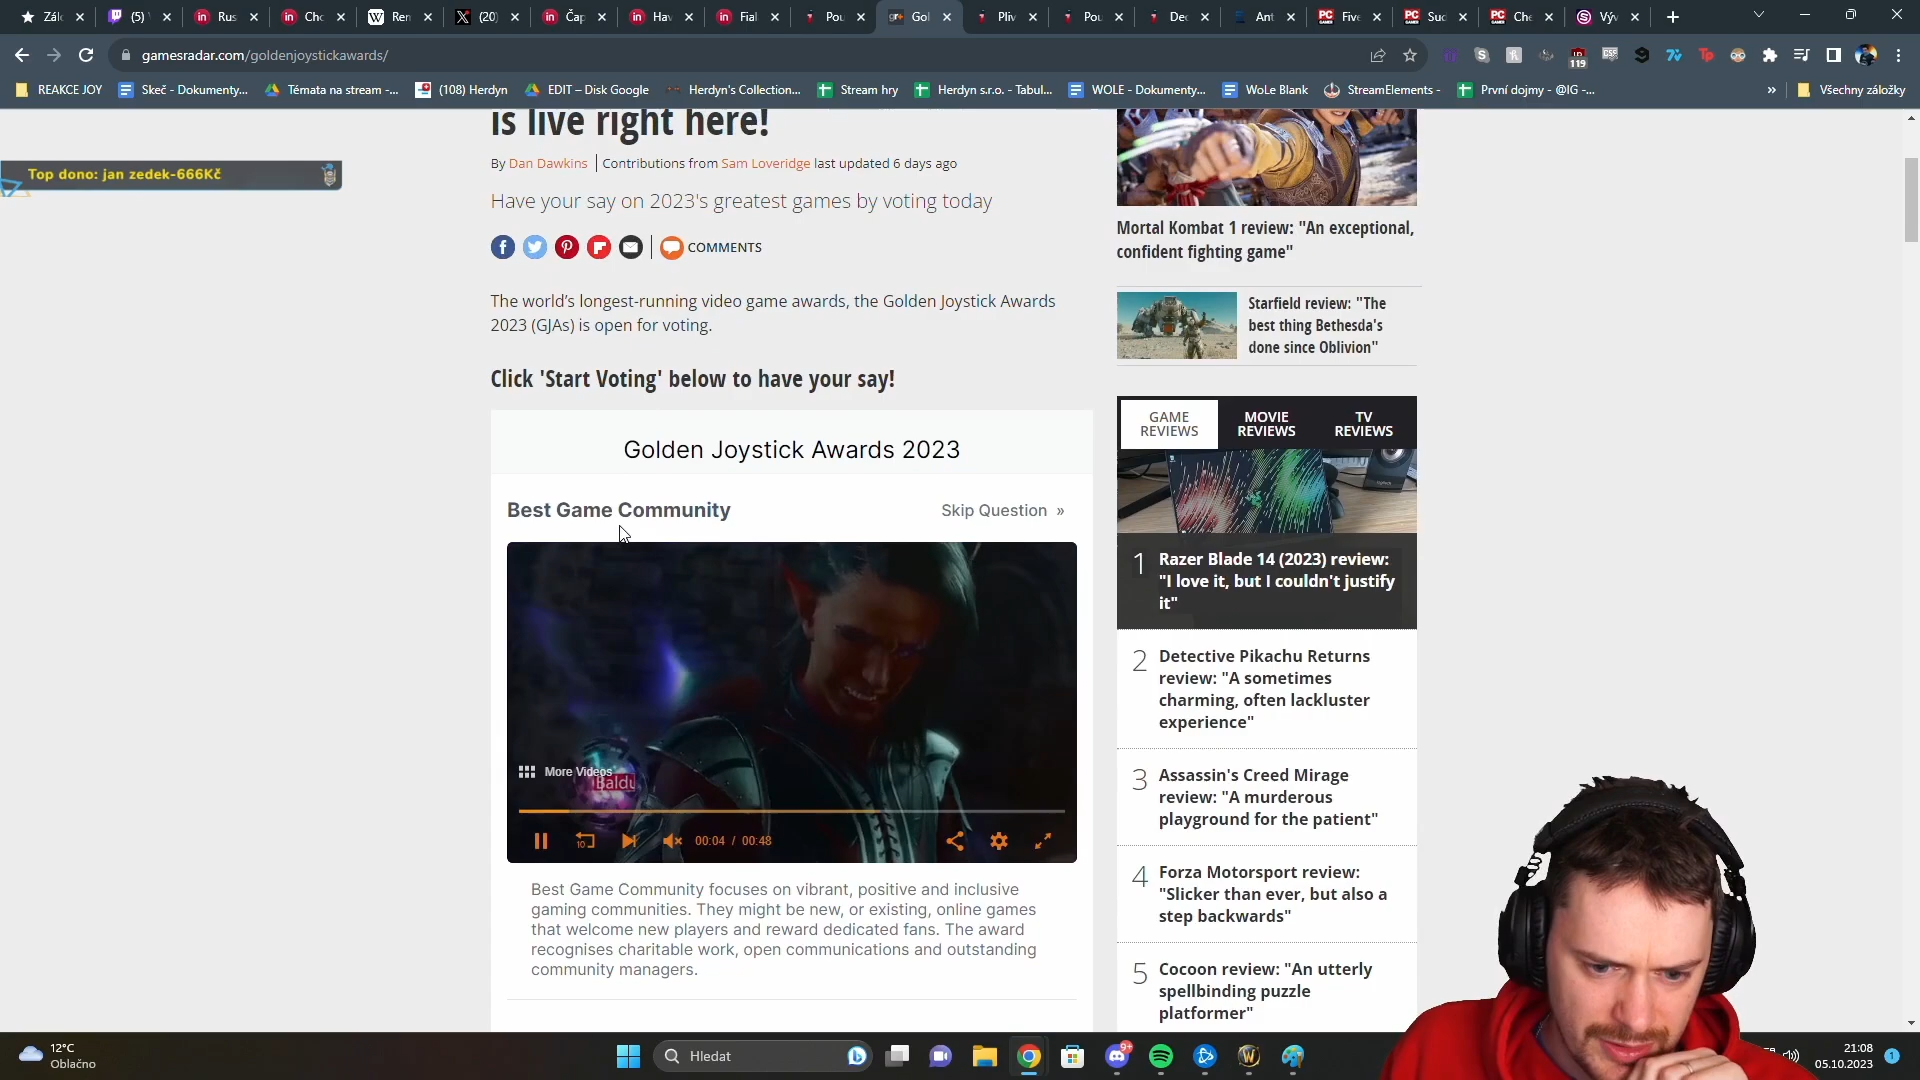 Zák
(5)
Rus
Chc
Ren
(20)
Čap
Hav
Fial
Pou
Gol
Pliv
Pou
Dec
Ant
Five
Suc
Che
Výv
gamesradar.com/goldenjoystickawards/
119
REAKCE JOY
Skeč - Dokumenty...
Témata na stream -...
(108) Herdyn
EDIT – Disk Google
Herdyn's Collection...
Stream hry
Herdyn s.r.o. - Tabul...
WOLE - Dokumenty...
WoLe Blank
StreamElements -
První dojmy - @IG -...
»
Všechny záložky
is live right here!
By Dan Dawkins | Contributions from Sam Loveridge last updated 6 days ago
Top dono: jan zedek-666Kč
Have your say on 2023's greatest games by voting today
COMMENTS
The world's longest-running video game awards, the Golden Joystick Awards
2023 (GJAs) is open for voting.
Click 'Start Voting' below to have your say!
Golden Joystick Awards 2023
Best Game Community
Skip Question »
More Videos
Baldu
00:04 / 00:48
Best Game Community focuses on vibrant, positive and inclusive
gaming communities. They might be new, or existing, online games
that welcome new players and reward dedicated fans. The award
recognises charitable work, open communications and outstanding
community managers.
Mortal Kombat 1 review: "An exceptional,
confident fighting game"
Starfield review: "The
best thing Bethesda's
done since Oblivion"
GAME
REVIEWS
MOVIE
REVIEWS
TV
REVIEWS
1 Razer Blade 14 (2023) review:
"I love it, but I couldn't justify
it"
2 Detective Pikachu Returns
review: "A sometimes
charming, often lackluster
experience"
3 Assassin's Creed Mirage
review: "A murderous
playground for the patient"
4 Forza Motorsport review:
"Slicker than ever, but also a
step backwards"
5 Cocoon review: "An utterly
spellbinding puzzle
platformer"
12°C
Oblačno
Hledat
9+
21:08
05.10.2023
1